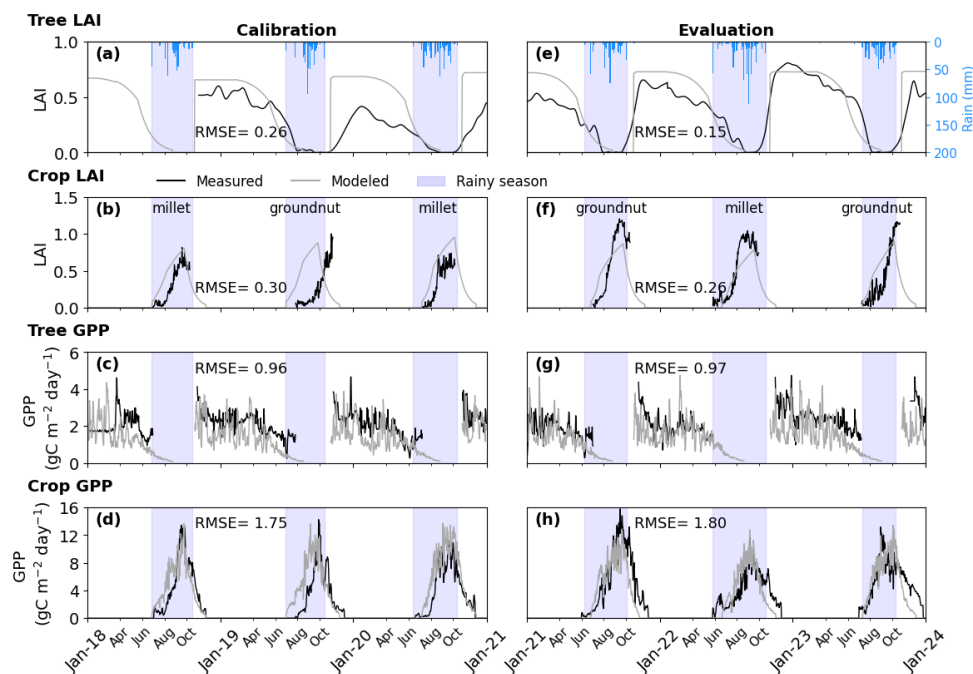 Tree LAI
Calibration
Evaluation
(a)
(e)
1.0
0.5
0.0
LAI
RMSE= 0.26
RMSE= 0.15
0
50
100
150
200
Rain (mm)
Crop LAI
Measured
Modeled
Rainy season
(b)
millet
groundnut
millet
(f)
groundnut
millet
groundnut
1.5
1.0
0.5
0.0
LAI
RMSE= 0.30
RMSE= 0.26
Tree GPP
(c)
RMSE= 0.96
(g)
RMSE= 0.97
6
4
2
0
GPP
(gC m⁻² day⁻¹)
Crop GPP
(d)
RMSE= 1.75
(h)
RMSE= 1.80
16
12
8
4
0
GPP
(gC m⁻² day⁻¹)
Jan-18
Apr
Jun
Aug
Oct
Jan-19
Apr
Jun
Aug
Oct
Jan-20
Apr
Jun
Aug
Oct
Jan-21
Jan-21
Apr
Jun
Aug
Oct
Jan-22
Apr
Jun
Aug
Oct
Jan-23
Apr
Jun
Aug
Oct
Jan-24